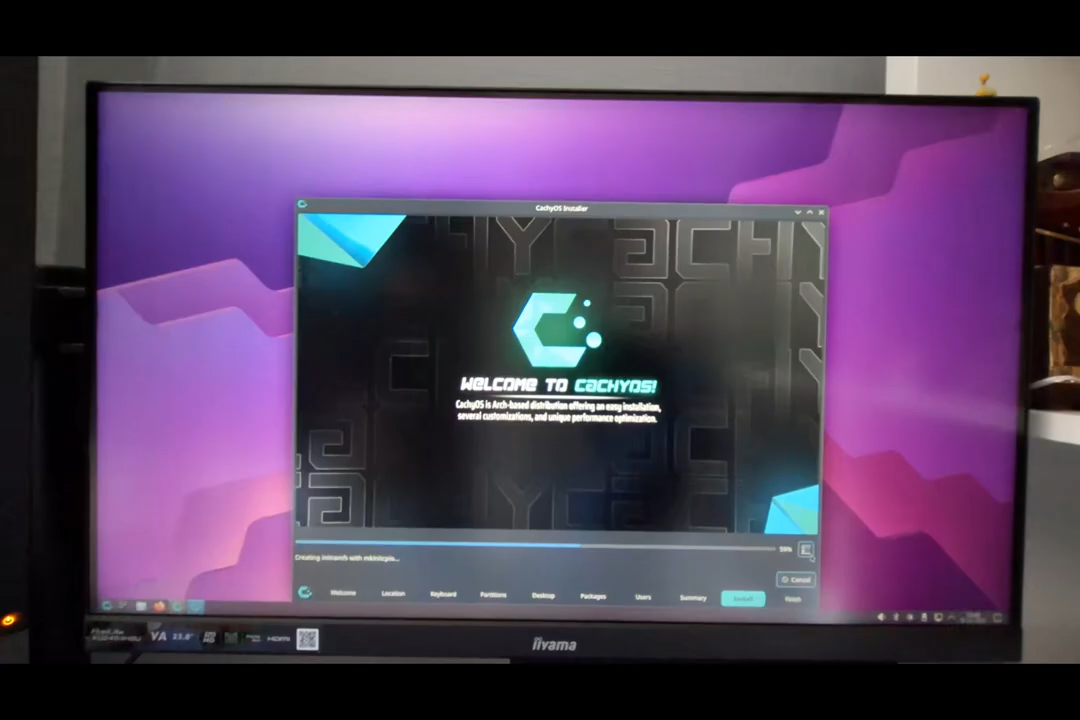 CachyOS Installer
WELCOME TO CACHYOS!
CachyOS is Arch-based distribution offering an easy installation,
several customizations, and unique performance optimization.
Creating initramfs with mkinitcpio...
Cancel
Welcome
Location
Keyboard
Partitions
Desktop
Packages
Users
Summary
Install
Finish
VA 23.8"
HDMI
iiyama